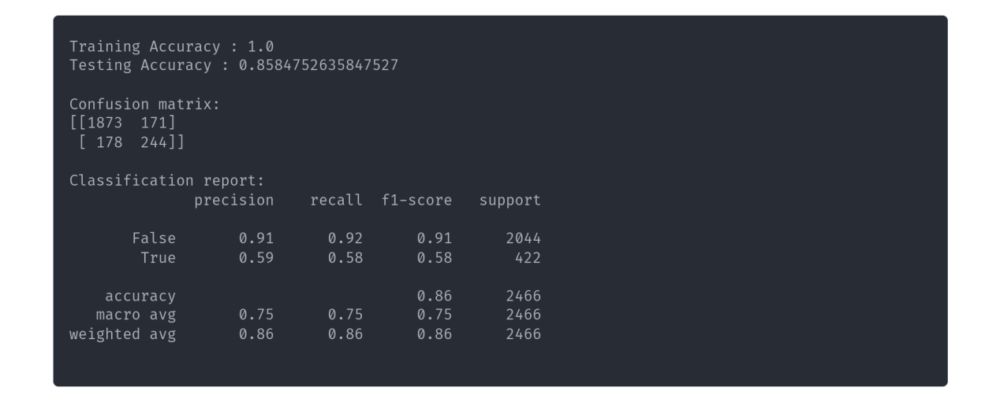 Training Accuracy : 1.0
Testing Accuracy : 0.8584752635847527
Confusion matrix:
[[1873  171]
 [ 178  244]]
Classification report:
              precision    recall  f1-score   support
       False       0.91      0.92      0.91      2044
        True       0.59      0.58      0.58       422
    accuracy                           0.86      2466
   macro avg       0.75      0.75      0.75      2466
weighted avg       0.86      0.86      0.86      2466